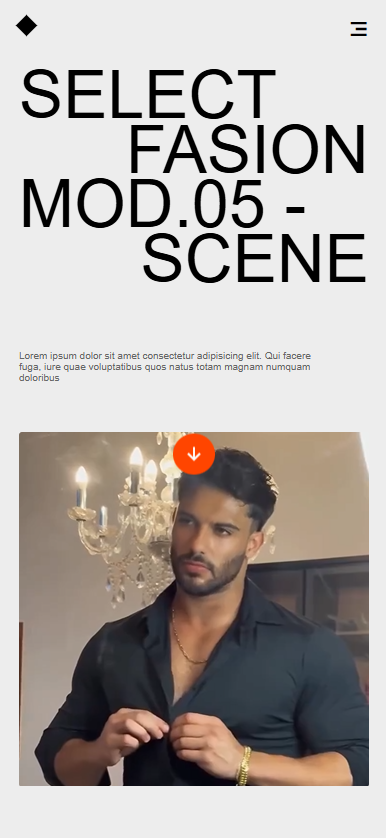 SELECT
FASION
MOD.05 -
SCENE
Lorem ipsum dolor sit amet consectetur adipisicing elit. Qui facere
fuga, iure quae voluptatibus quos natus totam magnam numquam
doloribus